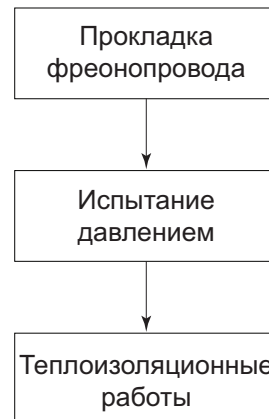 Прокладка
фреонопровода
Испытание
давлением
Теплоизоляционные
работы